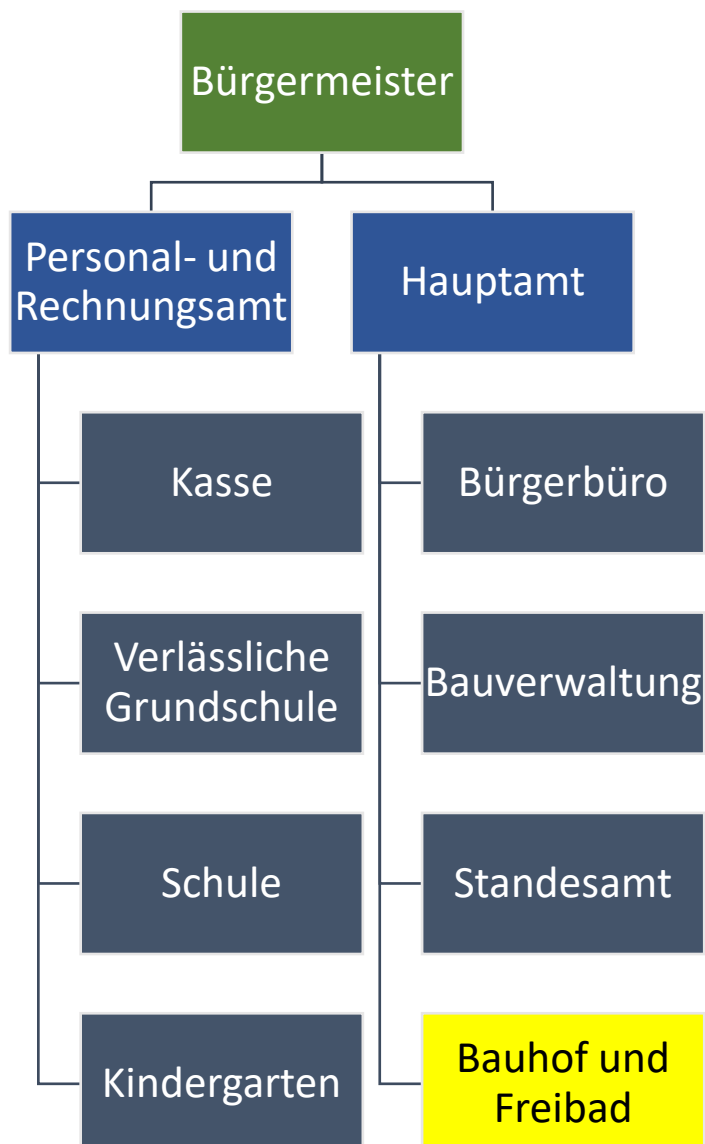 Bürgermeister
Personal- und
Rechnungsamt
Hauptamt
Kasse
Bürgerbüro
Verlässliche
Grundschule
Bauverwaltung
Schule
Standesamt
Kindergarten
Bauhof und
Freibad